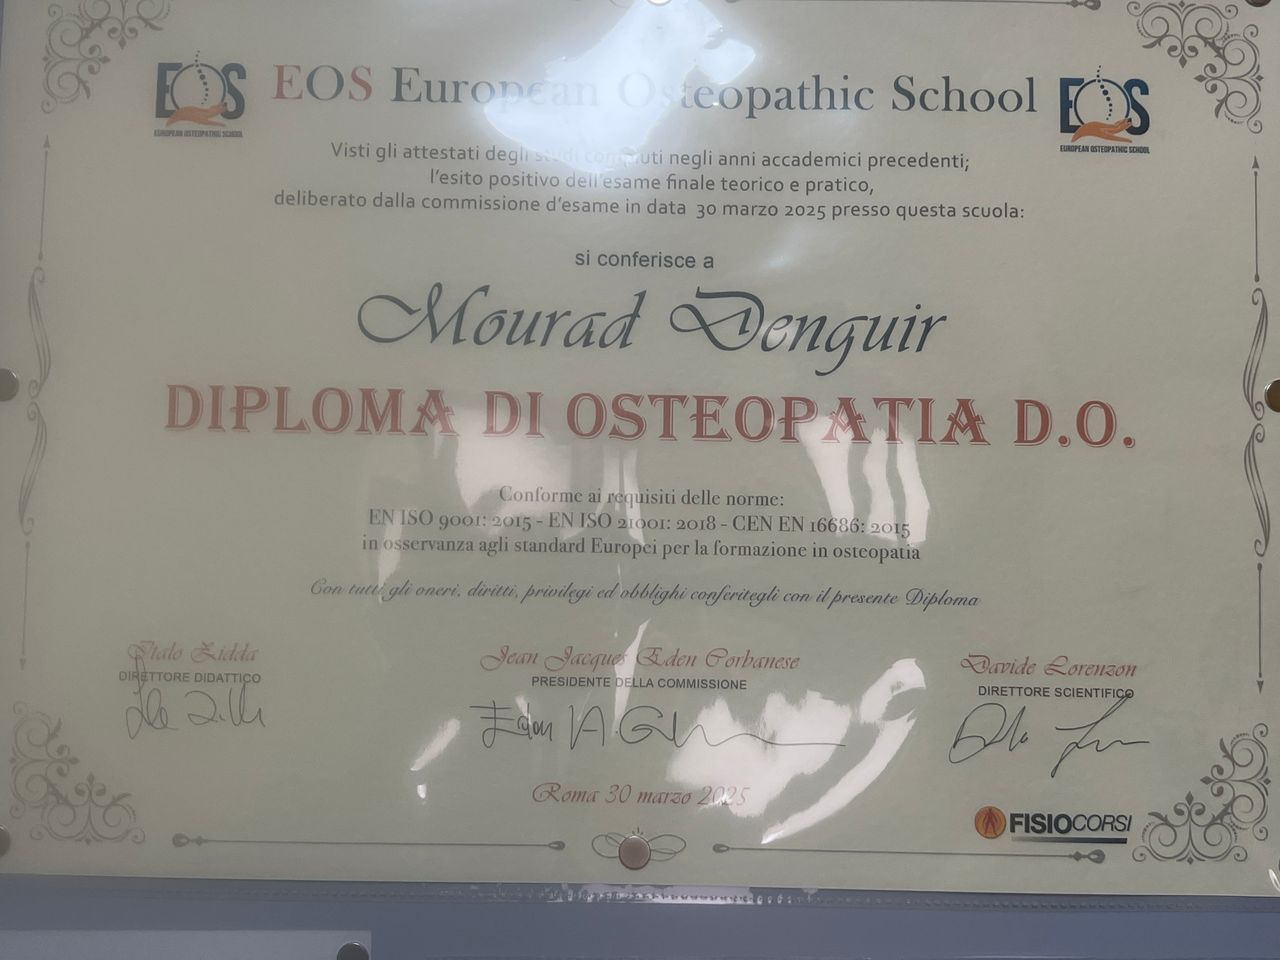 EOS
EUROPEAN OSTEOPATHIC SCHOOL
EOS European Osteopathic School
EOS
EUROPEAN OSTEOPATHIC SCHOOL
Visti gli attestati degli studi compiuti negli anni accademici precedenti;
l'esito positivo dell'esame finale teorico e pratico,
deliberato dalla commissione d'esame in data 30 marzo 2025 presso questa scuola:
si conferisce a
Mourad Denguir
DIPLOMA DI OSTEOPATIA D.O.
Conforme ai requisiti delle norme:
EN ISO 9001: 2015 - EN ISO 21001: 2018 - CEN EN 16686: 2015
in osservanza agli standard Europei per la formazione in osteopatia
Con tutti gli oneri, diritti, privilegi ed obblighi conferitegli con il presente Diploma
Italo Zidda
DIRETTORE DIDATTICO
Jean Jacques Eden Corbanese
PRESIDENTE DELLA COMMISSIONE
Davide Lorenzon
DIRETTORE SCIENTIFICO
Roma 30 marzo 2025
FISIOCORSI